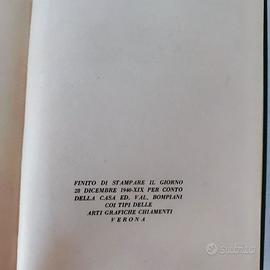 FINITO DI STAMPARE IL GIORNO
28 DICEMBRE 1940-XIX PER CONTO
DELLA CASA ED. VAL. BOMPIANI
COI TIPI DELLE
ARTI GRAFICHE CHIAMENTI
VERONA
subito